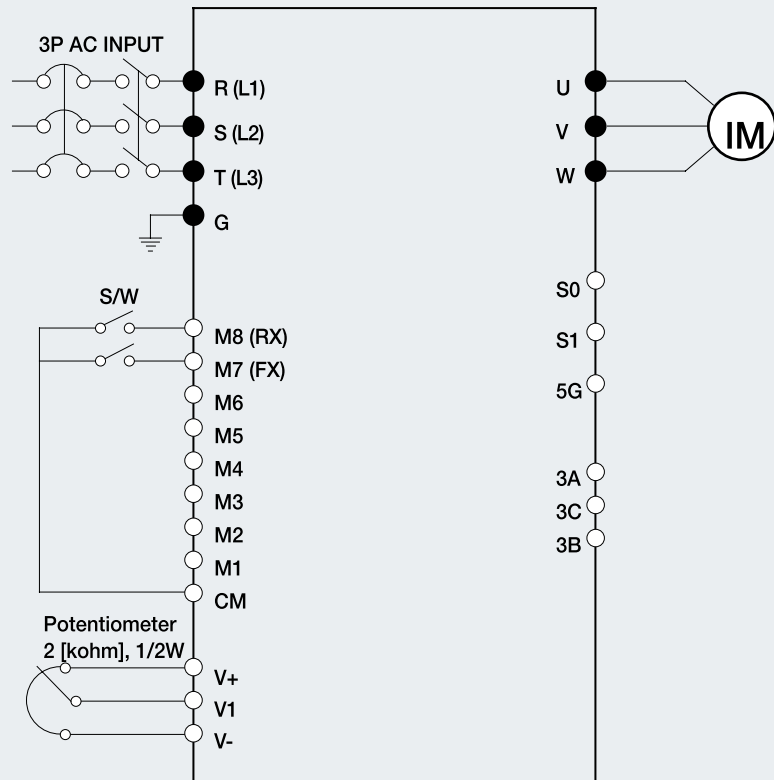 3P AC INPUT
R (L1)
S (L2)
T (L3)
G
S/W
M8 (RX)
M7 (FX)
M6
M5
M4
M3
M2
M1
CM
Potentiometer
2 [kohm], 1/2W
V+
V1
V-
U
V
W
IM
S0
S1
5G
3A
3C
3B